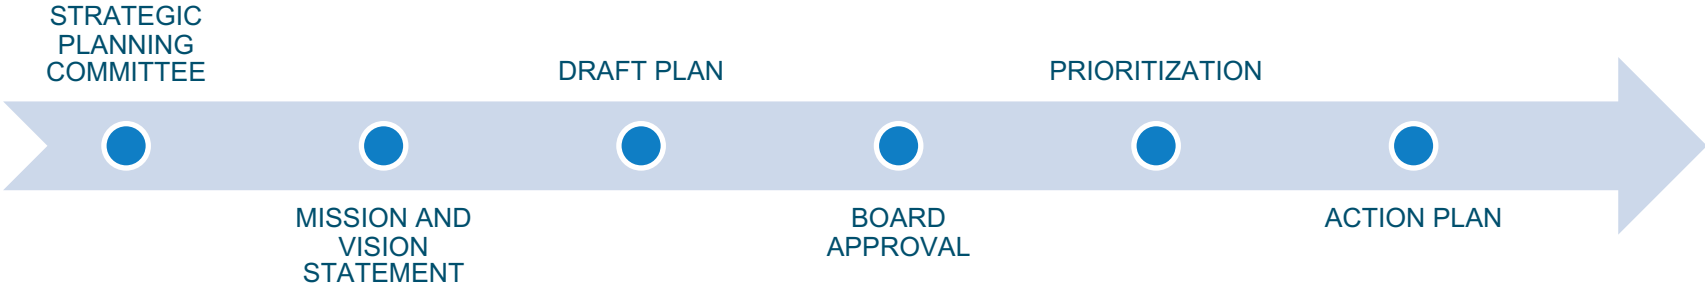 STRATEGIC
PLANNING
COMMITTEE
MISSION AND
VISION
STATEMENT
DRAFT PLAN
BOARD
APPROVAL
PRIORITIZATION
ACTION PLAN